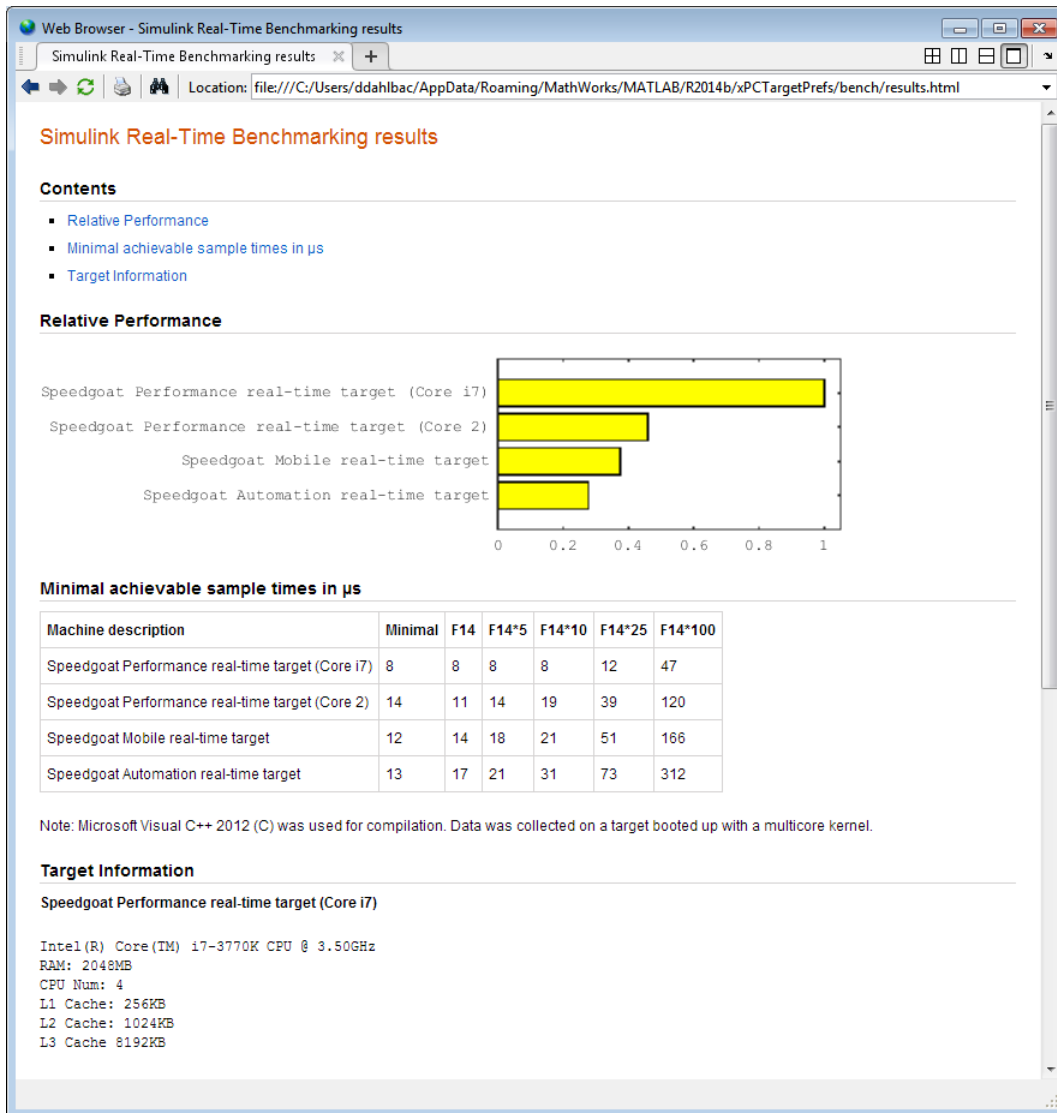 Web Browser - Simulink Real-Time Benchmarking results
Simulink Real-Time Benchmarking results
Location: file:///C:/Users/ddahlbac/AppData/Roaming/MathWorks/MATLAB/R2014b/xPCTargetPrefs/bench/results.html
Simulink Real-Time Benchmarking results
Contents
Relative Performance
Minimal achievable sample times in µs
Target Information
Relative Performance
Speedgoat Performance real-time target (Core i7)
Speedgoat Performance real-time target (Core 2)
Speedgoat Mobile real-time target
Speedgoat Automation real-time target
0 0.2 0.4 0.6 0.8 1
Minimal achievable sample times in µs
Machine description Minimal F14 F14*5 F14*10 F14*25 F14*100
Speedgoat Performance real-time target (Core i7) 8 8 8 8 12 47
Speedgoat Performance real-time target (Core 2) 14 11 14 19 39 120
Speedgoat Mobile real-time target 12 14 18 21 51 166
Speedgoat Automation real-time target 13 17 21 31 73 312
Note: Microsoft Visual C++ 2012 (C) was used for compilation. Data was collected on a target booted up with a multicore kernel.
Target Information
Speedgoat Performance real-time target (Core i7)
Intel(R) Core(TM) i7-3770K CPU @ 3.50GHz
RAM: 2048MB
CPU Num: 4
L1 Cache: 256KB
L2 Cache: 1024KB
L3 Cache 8192KB